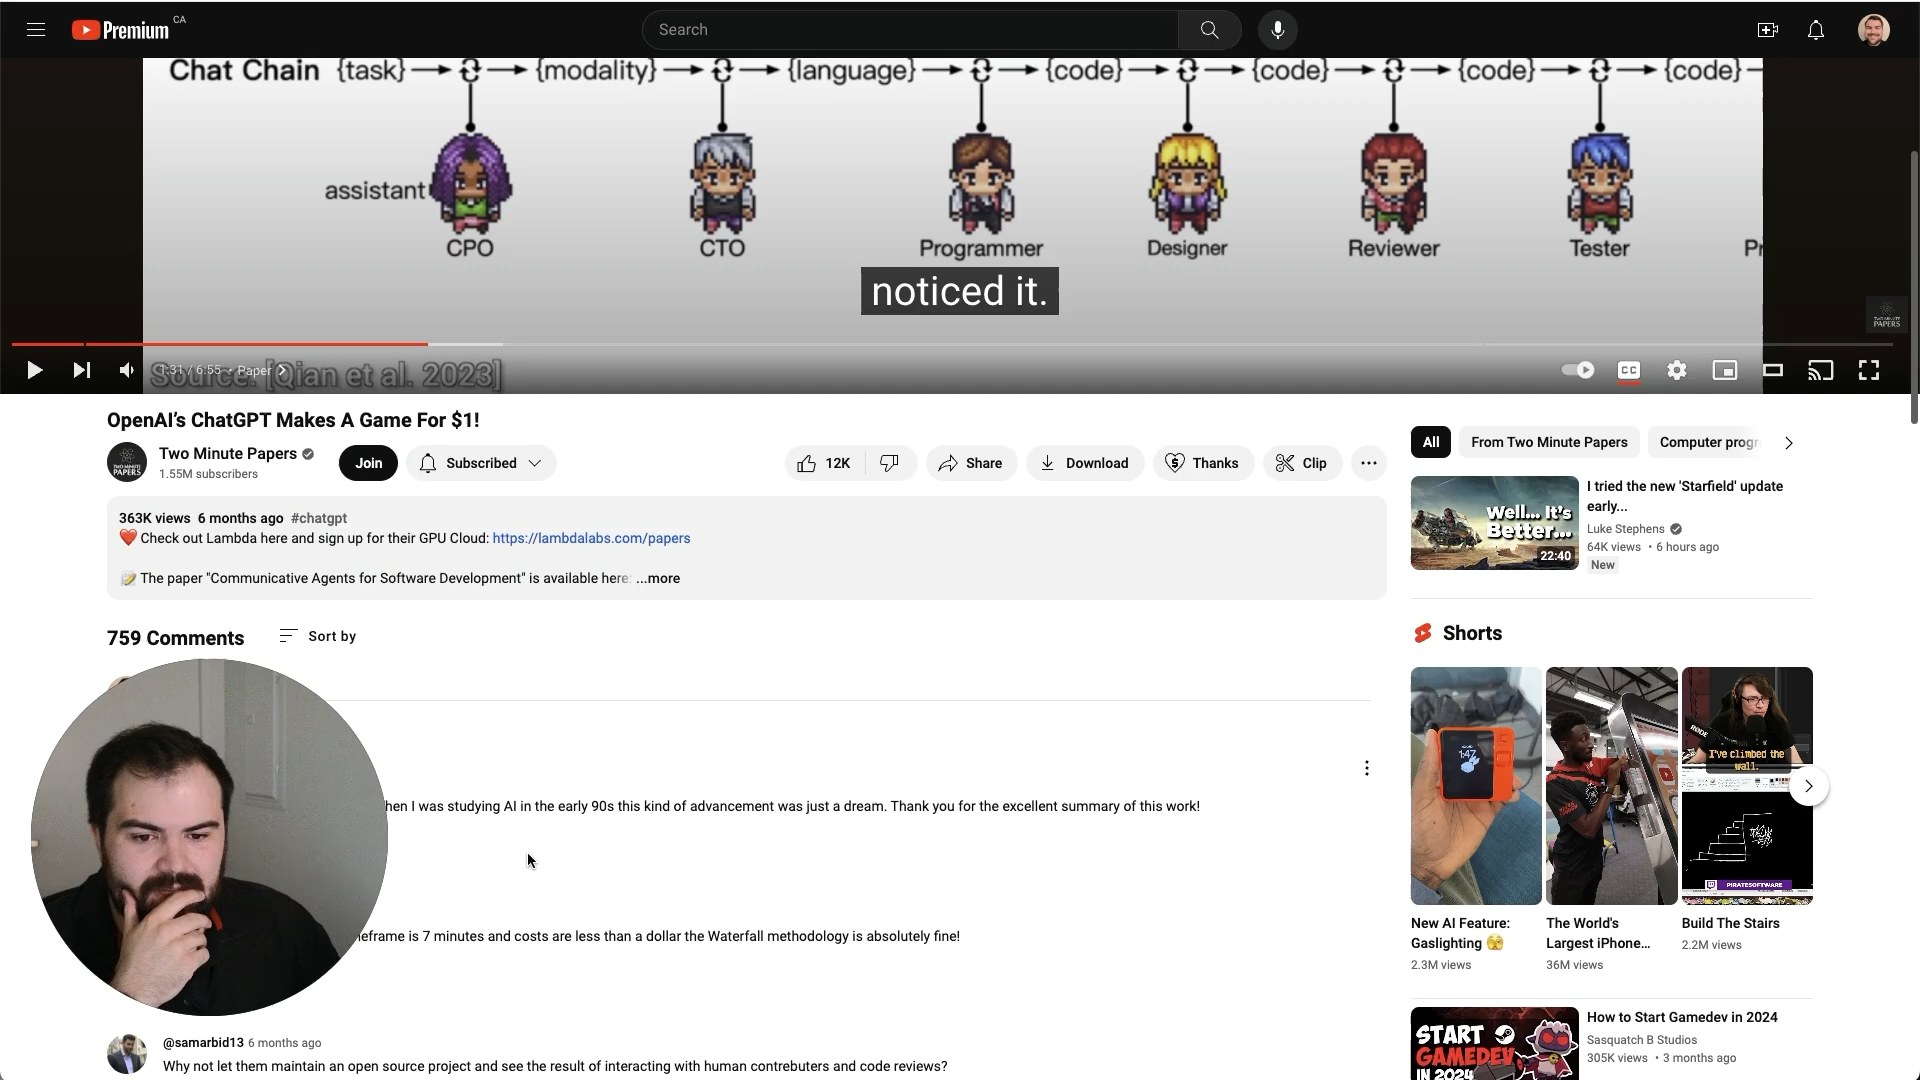 Premium CA
Search
Chat Chain {task} {modality} {language} {code} {code} {code} {code}
assistant
CPO CTO Programmer Designer Reviewer Tester
noticed it.
TWO MINUTE
PAPERS
1:31 / 6:55 • Paper
Source: [Qian et al. 2023]
CC
OpenAI’s ChatGPT Makes A Game For $1!
Two Minute Papers
1.55M subscribers
Join
Subscribed
12K
Share
Download
Thanks
Clip
363K views 6 months ago #chatgpt
Check out Lambda here and sign up for their GPU Cloud: https://lambdalabs.com/papers
The paper "Communicative Agents for Software Development" is available here: ...more
759 Comments
Sort by
hen I was studying AI in the early 90s this kind of advancement was just a dream. Thank you for the excellent summary of this work!
eframe is 7 minutes and costs are less than a dollar the Waterfall methodology is absolutely fine!
@samarbid13 6 months ago
Why not let them maintain an open source project and see the result of interacting with human contrebuters and code reviews?
All
From Two Minute Papers
Computer prog
Well... It's
Better...
22:40
I tried the new 'Starfield' update
early...
Luke Stephens
64K views • 6 hours ago
New
Shorts
1:47
RØDE
I've climbed the
wall.
PIRATESOFTWARE
New AI Feature:
Gaslighting
2.3M views
The World's
Largest iPhone...
36M views
Build The Stairs
2.2M views
START
GAMEDEV
IN 2024
How to Start Gamedev in 2024
Sasquatch B Studios
305K views • 3 months ago